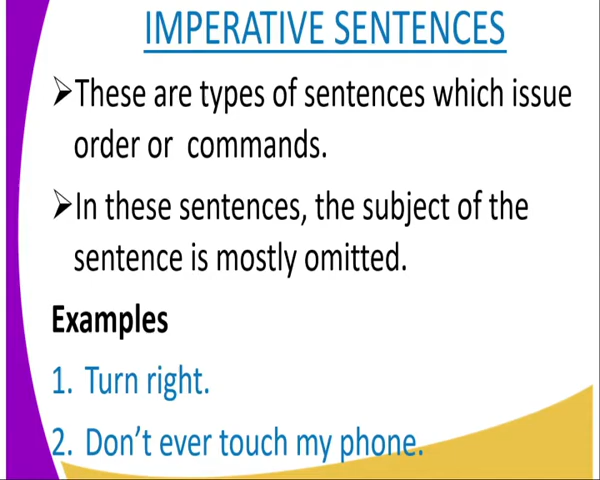 IMPERATIVE SENTENCES
➢These are types of sentences which issue
order or commands.
➢In these sentences, the subject of the
sentence is mostly omitted.
Examples
1. Turn right.
2. Don’t ever touch my phone.